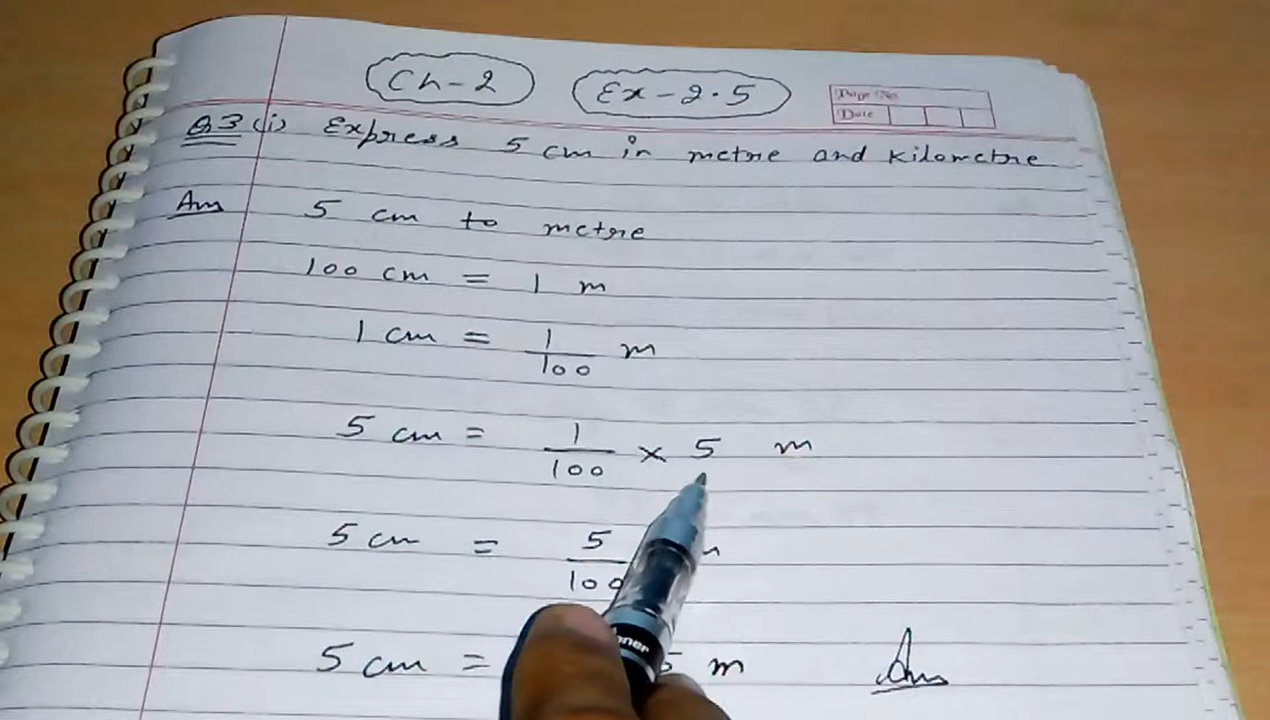 Ch-2 Ex-2.5
Page No.
Date
Q3 (i) Express 5 cm in metre and Kilometre
Ans 5 cm to metre
100 cm = 1 m
1 cm = 1/100 m
5 cm = 1/100 × 5 m
5 cm = 5/100 m
5 cm = 5 m Ans